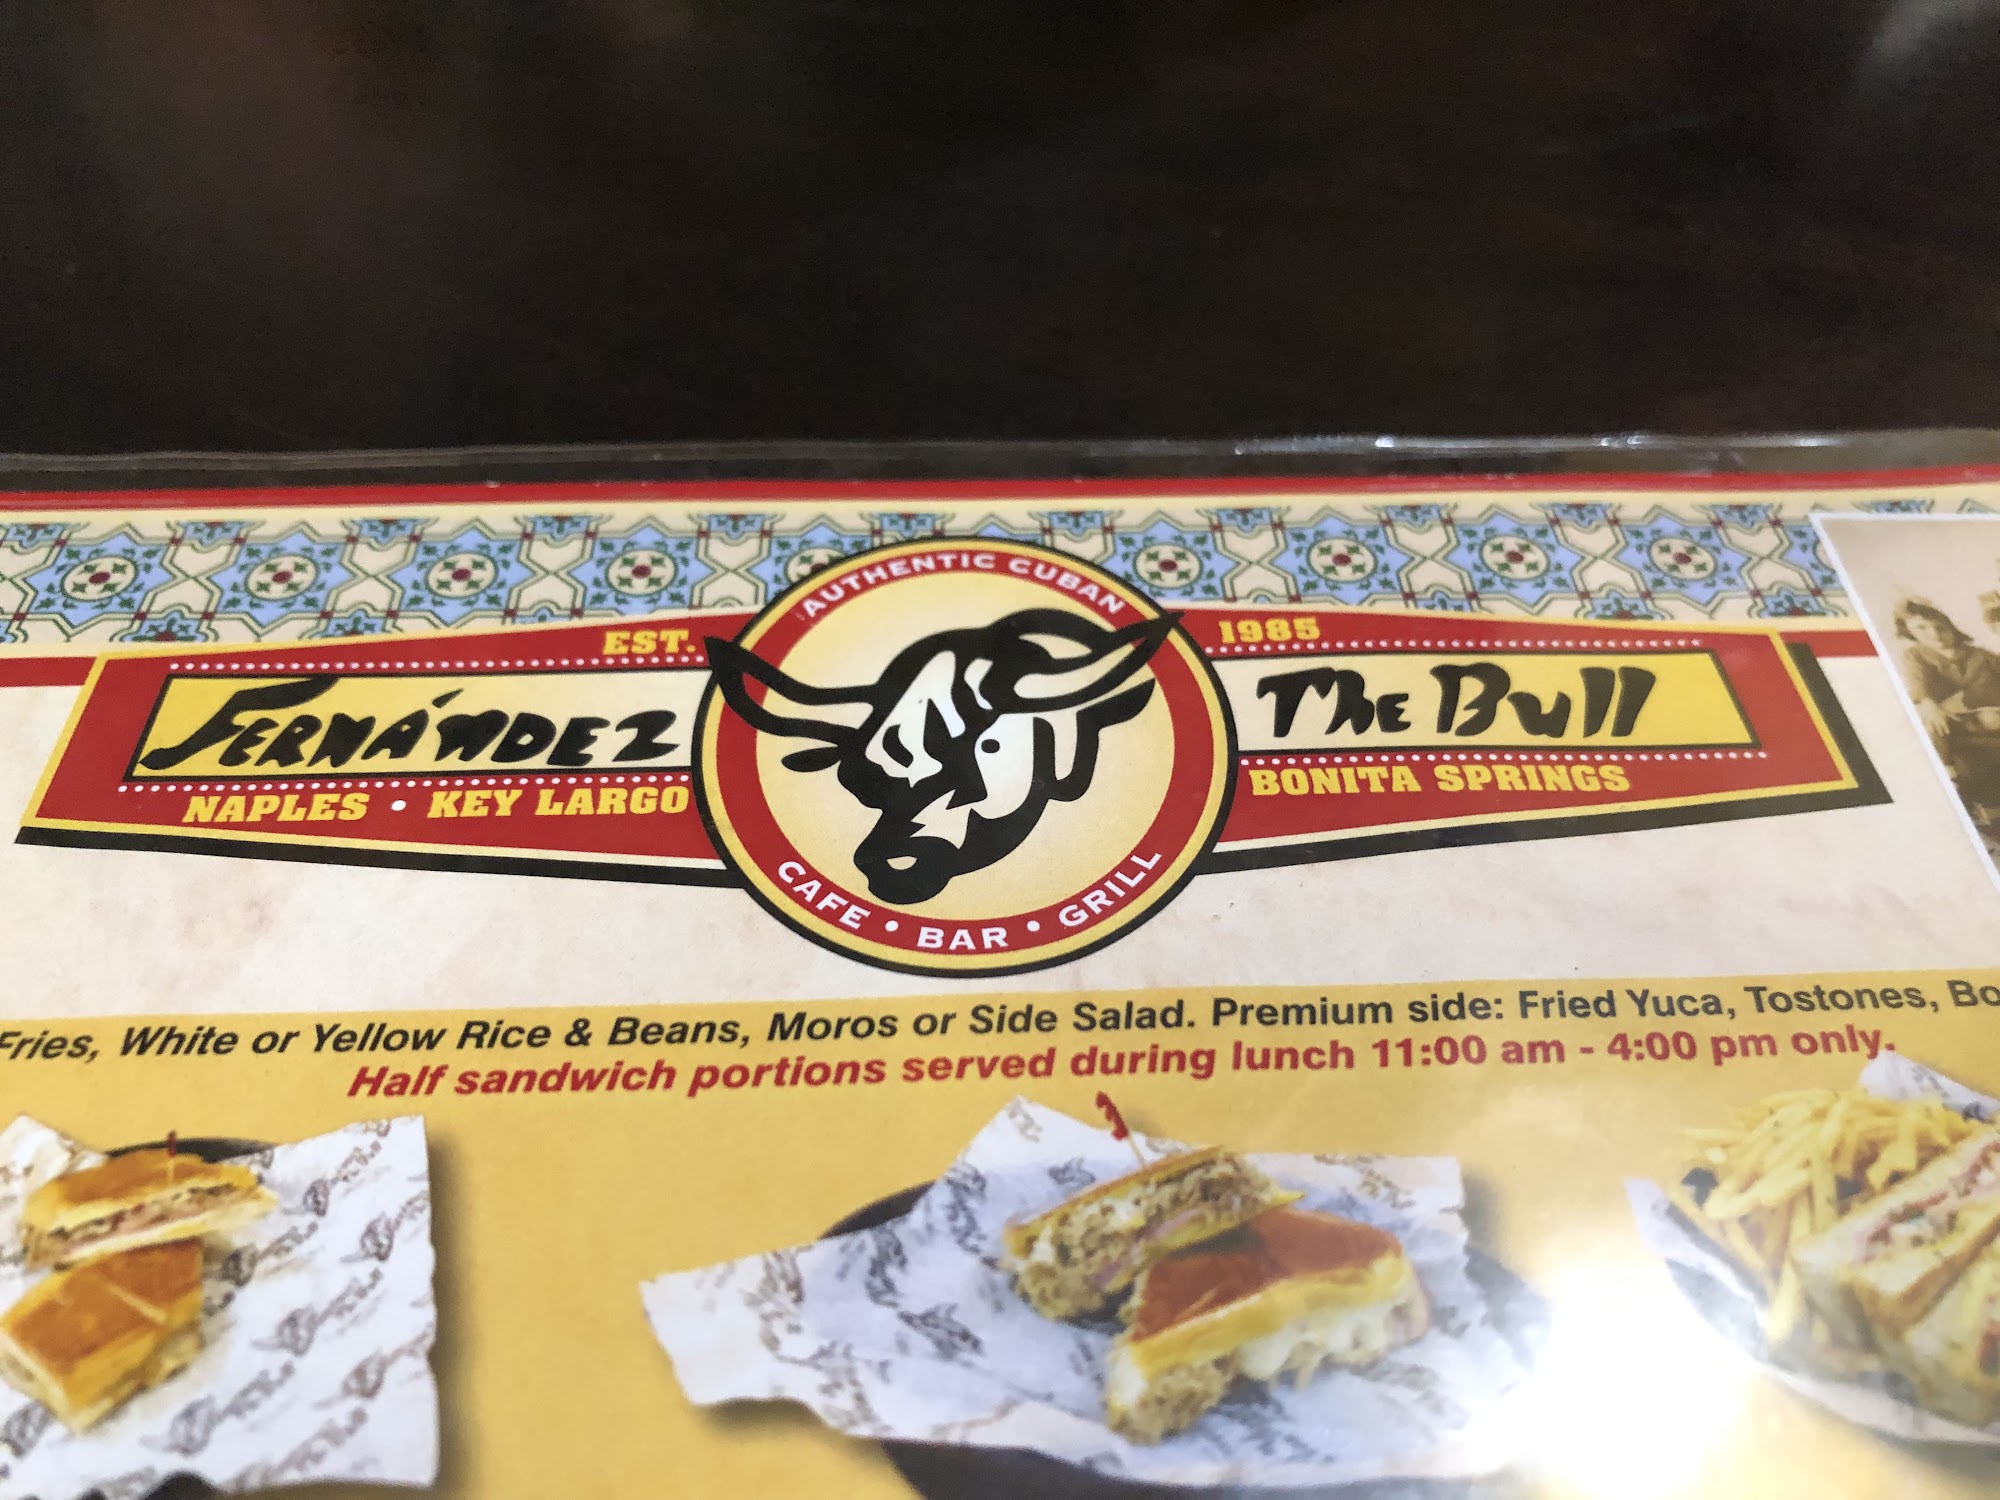 AUTHENTIC CUBAN
EST. 1985
FERNÁNDEZ The Bull
NAPLES • KEY LARGO BONITA SPRINGS
CAFE • BAR • GRILL
Fries, White or Yellow Rice & Beans, Moros or Side Salad. Premium side: Fried Yuca, Tostones, Bo
Half sandwich portions served during lunch 11:00 am - 4:00 pm only.